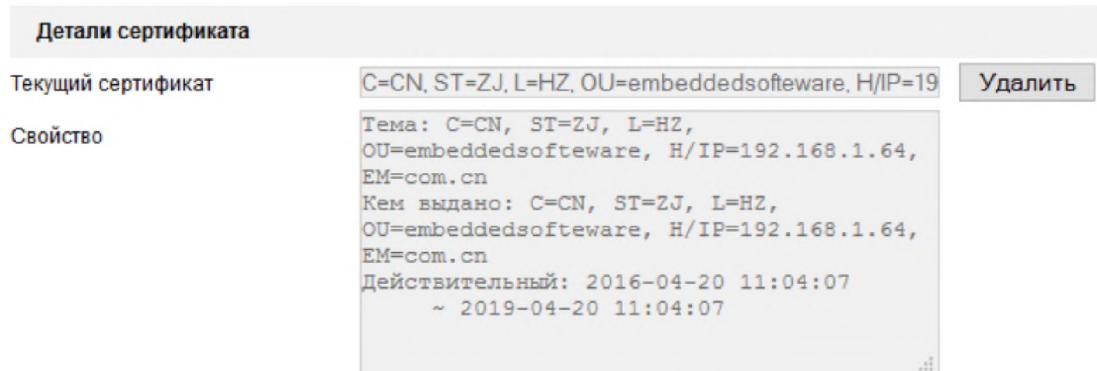 Детали сертификата
Текущий сертификат C=CN, ST=ZJ, L=HZ, OU=embeddedsofteware, H/IP=19 Удалить
Свойство
Тема: C=CN, ST=ZJ, L=HZ,
OU=embeddedsofteware, H/IP=192.168.1.64,
EM=com.cn
Кем выдано: C=CN, ST=ZJ, L=HZ,
OU=embeddedsofteware, H/IP=192.168.1.64,
EM=com.cn
Действительный: 2016-04-20 11:04:07
~ 2019-04-20 11:04:07